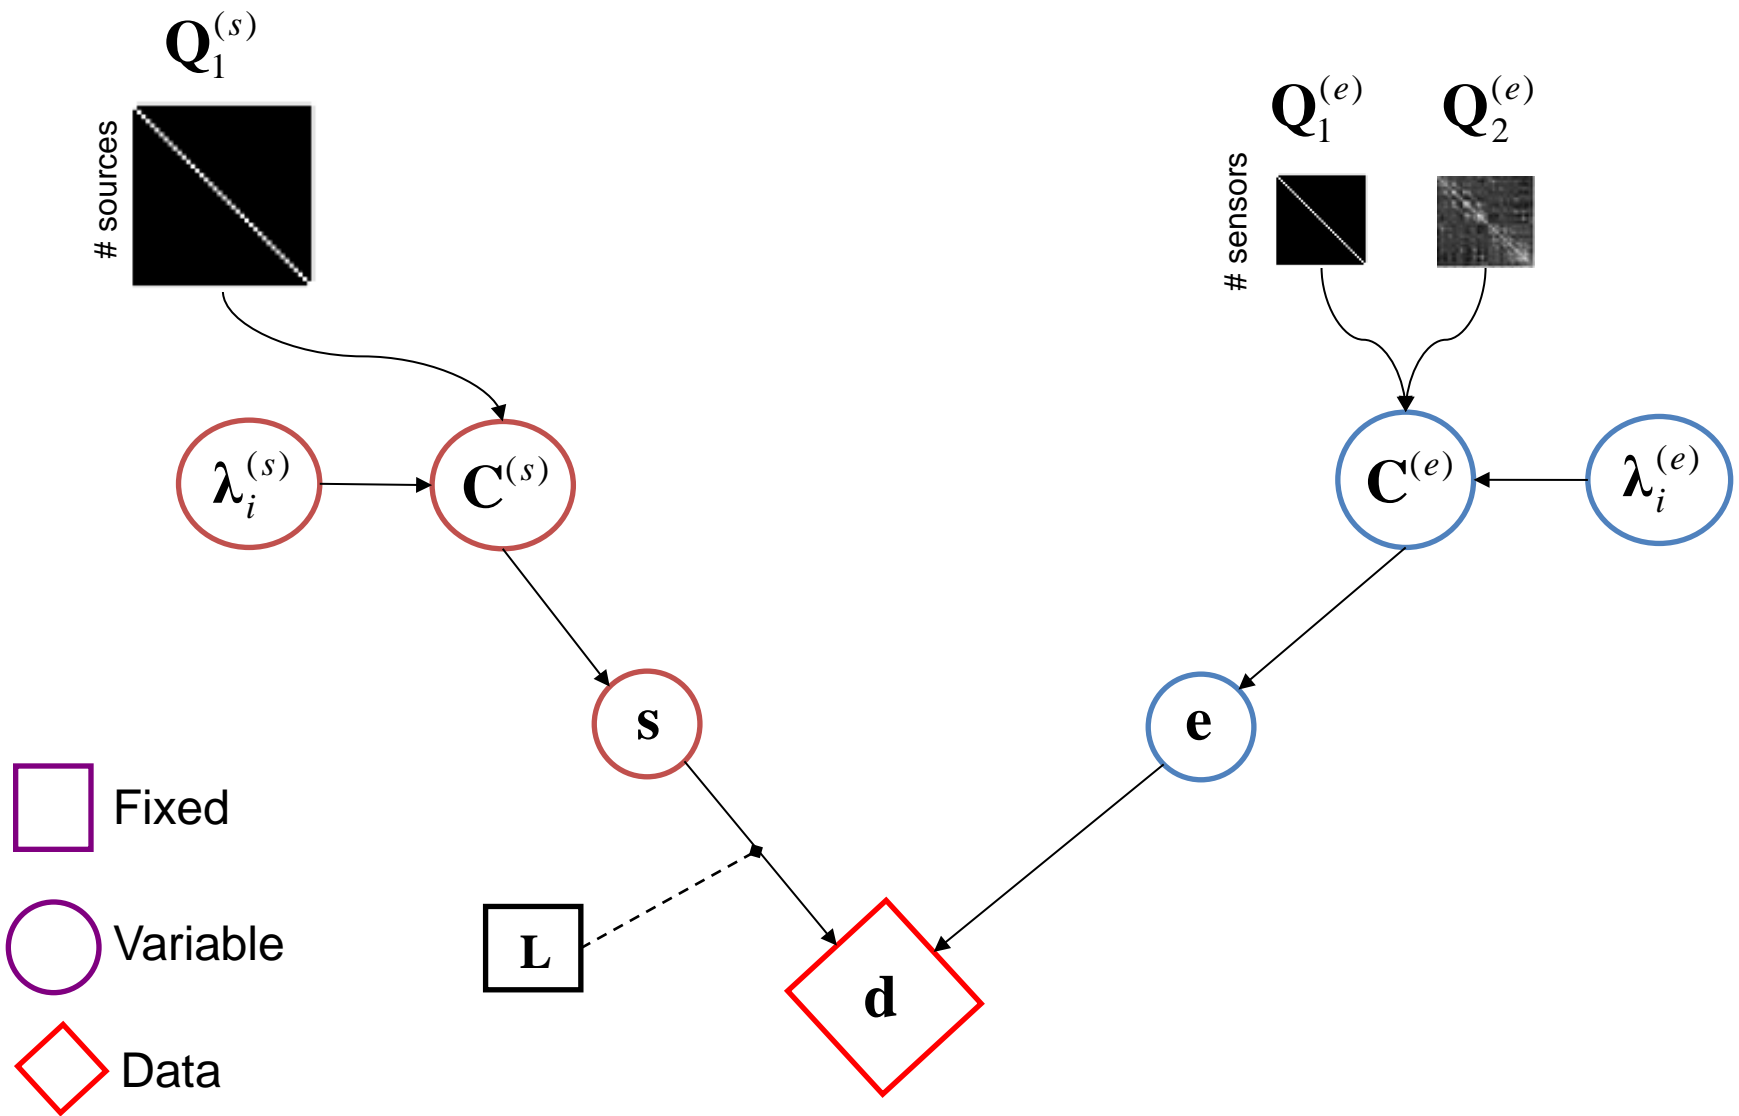 Q₁⁽ˢ⁾
# sources
Q₁⁽ᵉ⁾ Q₂⁽ᵉ⁾
# sensors
λᵢ⁽ˢ⁾ C⁽ˢ⁾ C⁽ᵉ⁾ λᵢ⁽ᵉ⁾
s e
Fixed
L
Variable
d
Data